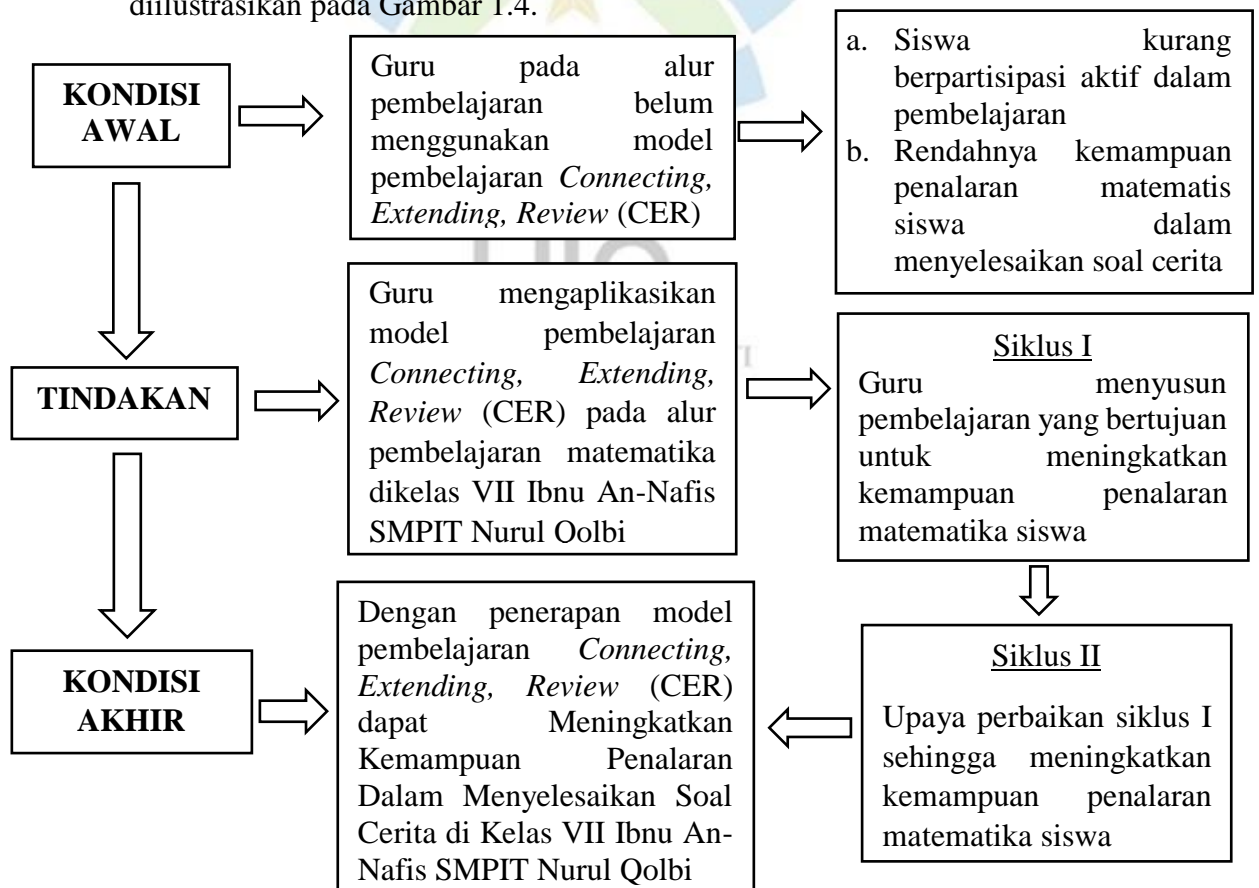 diilustrasikan pada Gambar 1.4.
KONDISI
AWAL
Guru pada alur
pembelajaran belum
menggunakan model
pembelajaran Connecting,
Extending, Review (CER)
a. Siswa kurang
berpartisipasi aktif dalam
pembelajaran
b. Rendahnya kemampuan
penalaran matematis
siswa dalam
menyelesaikan soal cerita
TINDAKAN
Guru mengaplikasikan
model pembelajaran
Connecting, Extending,
Review (CER) pada alur
pembelajaran matematika
dikelas VII Ibnu An-Nafis
SMPIT Nurul Qolbi
Siklus I
Guru menyusun
pembelajaran yang bertujuan
untuk meningkatkan
kemampuan penalaran
matematika siswa
Siklus II
Upaya perbaikan siklus I
sehingga meningkatkan
kemampuan penalaran
matematika siswa
KONDISI
AKHIR
Dengan penerapan model
pembelajaran Connecting,
Extending, Review (CER)
dapat Meningkatkan
Kemampuan Penalaran
Dalam Menyelesaikan Soal
Cerita di Kelas VII Ibnu An-
Nafis SMPIT Nurul Qolbi